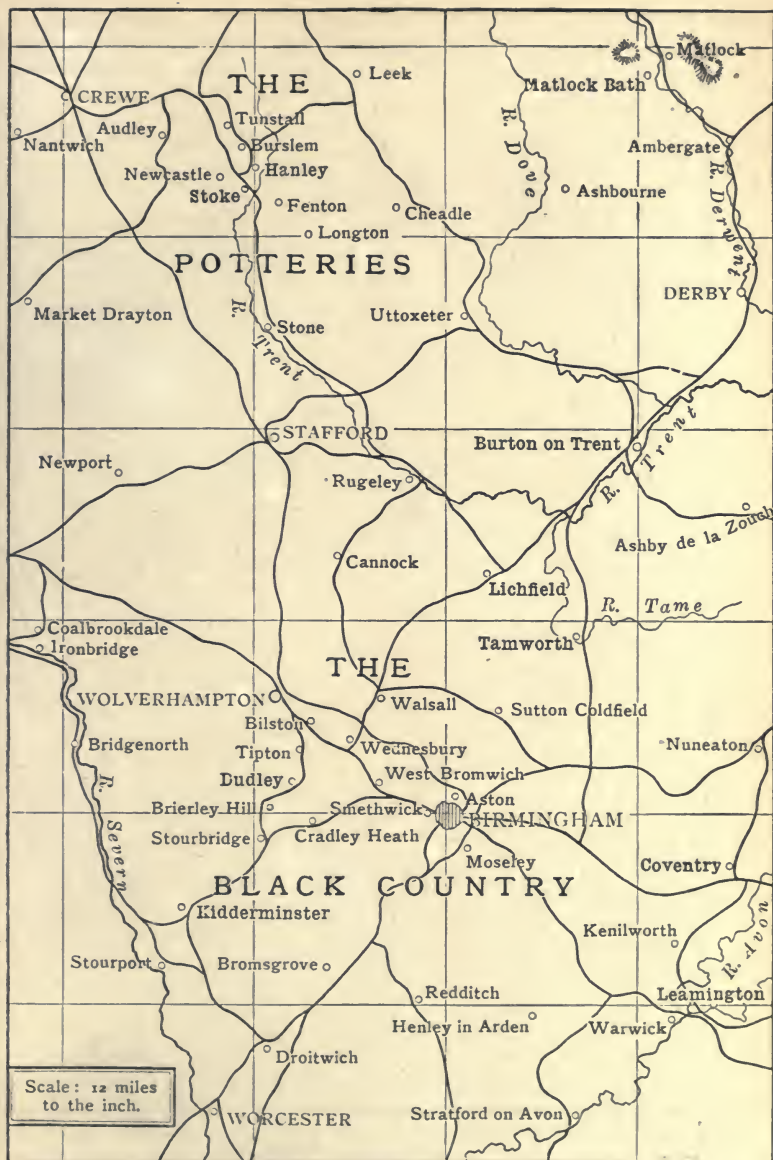 THE
Leek
Matlock
Matlock Bath
CREWE
Audley
Tunstall
Burslem
Nantwich
Hanley
Newcastle
Stoke
Fenton
Longton
Cheadle
R. Dove
Ambergate
Ashbourne
R. Derwent
POTTERIES
DERBY
Market Drayton
R. Trent
Stone
Uttoxeter
STAFFORD
Burton on Trent
R. Trent
Newport
Rugeley
Ashby de la Zouch
Cannock
Lichfield
R. Tame
Coalbrookdale
Ironbridge
Tamworth
THE
WOLVERHAMPTON
Walsall
Sutton Coldfield
Bilston
Bridgenorth
Tipton
Wednesbury
Nuneaton
Dudley
West Bromwich
Aston
Brierley Hill
Smethwick
BIRMINGHAM
Stourbridge
Cradley Heath
R. Severn
Moseley
Coventry
BLACK COUNTRY
Kidderminster
Kenilworth
R. Avon
Stourport
Bromsgrove
Redditch
Leamington
Henley in Arden
Warwick
Droitwich
Scale: 12 miles
to the inch.
WORCESTER
Stratford on Avon